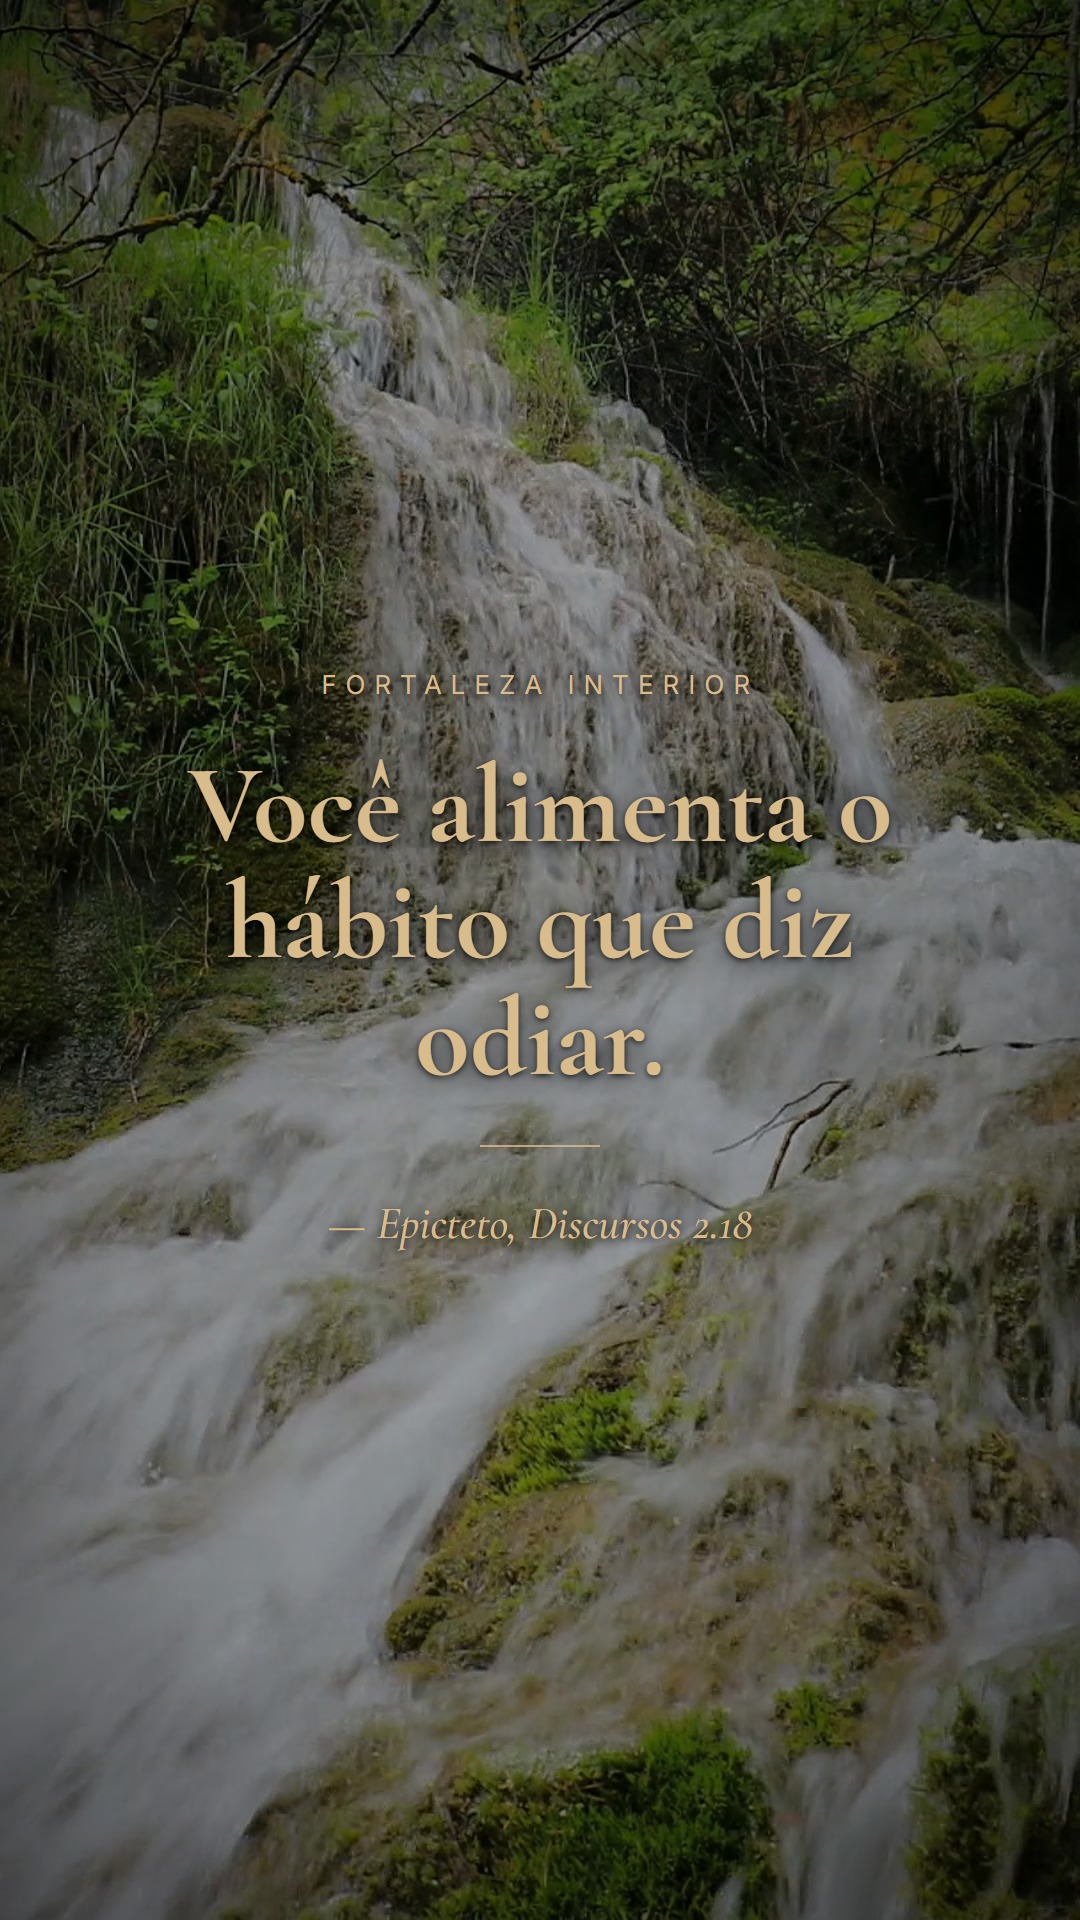 FORTALEZA INTERIOR
Você alimenta o
hábito que diz
odiar.
— Epicteto, Discursos 2.18